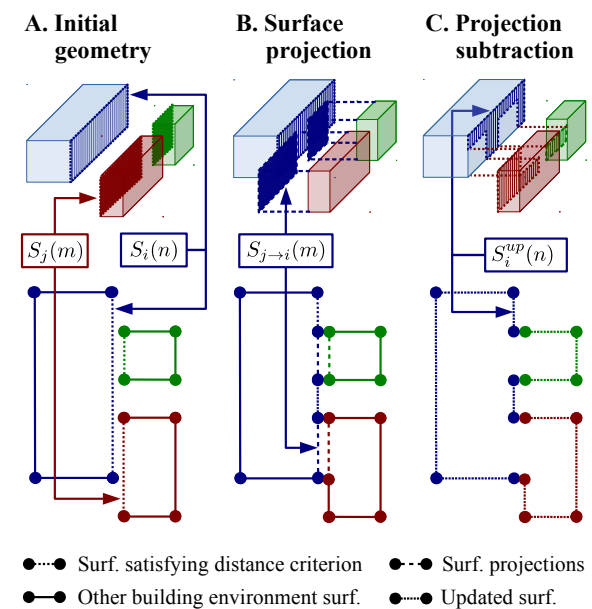 A. Initial geometry
B. Surface projection
C. Projection subtraction
S_j(m)
S_i(n)
S_{j→i}(m)
S_i^{up}(n)
Surf. satisfying distance criterion
Surf. projections
Other building environment surf.
Updated surf.